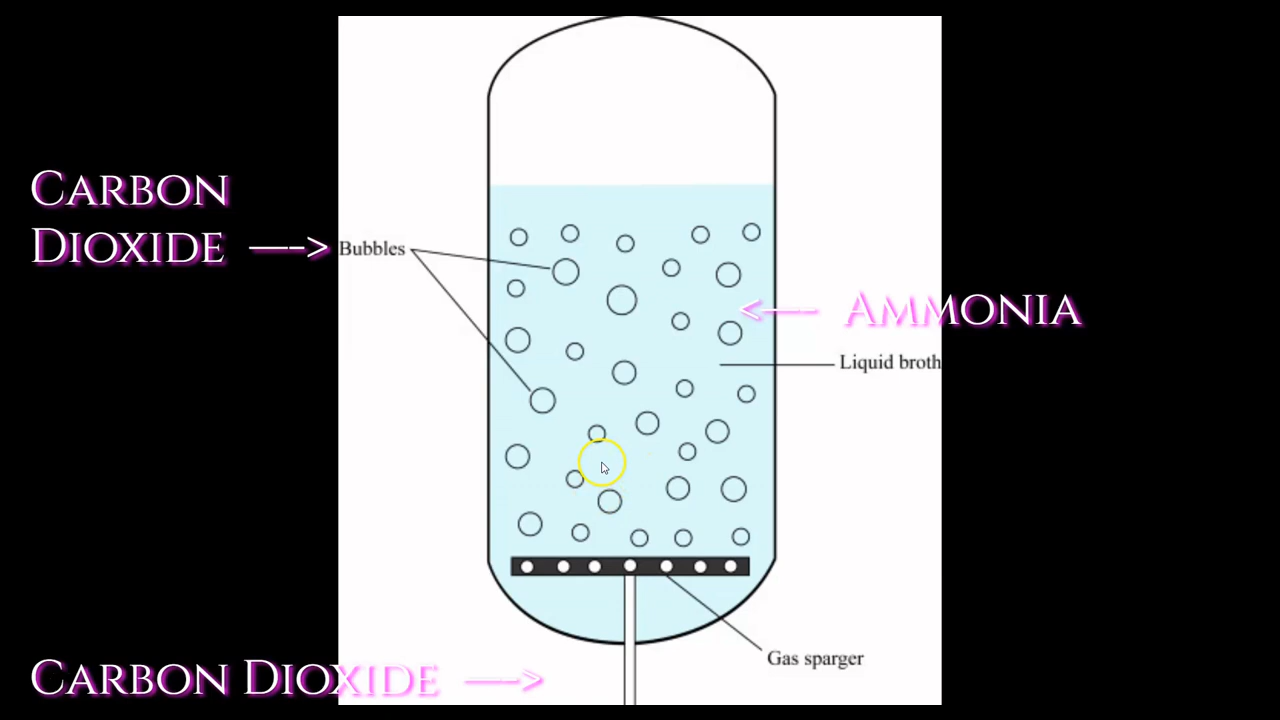 Carbon
Dioxide —-->
Bubbles
<—-- Ammonia
Liquid broth
Gas sparger
Carbon Dioxide —-->